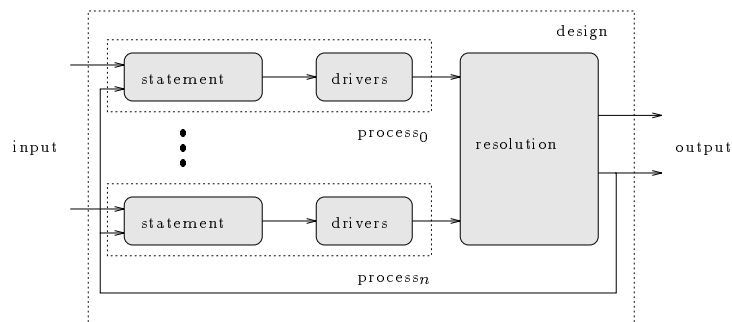 design
statement
drivers
process0
input
resolution
output
statement
drivers
processn